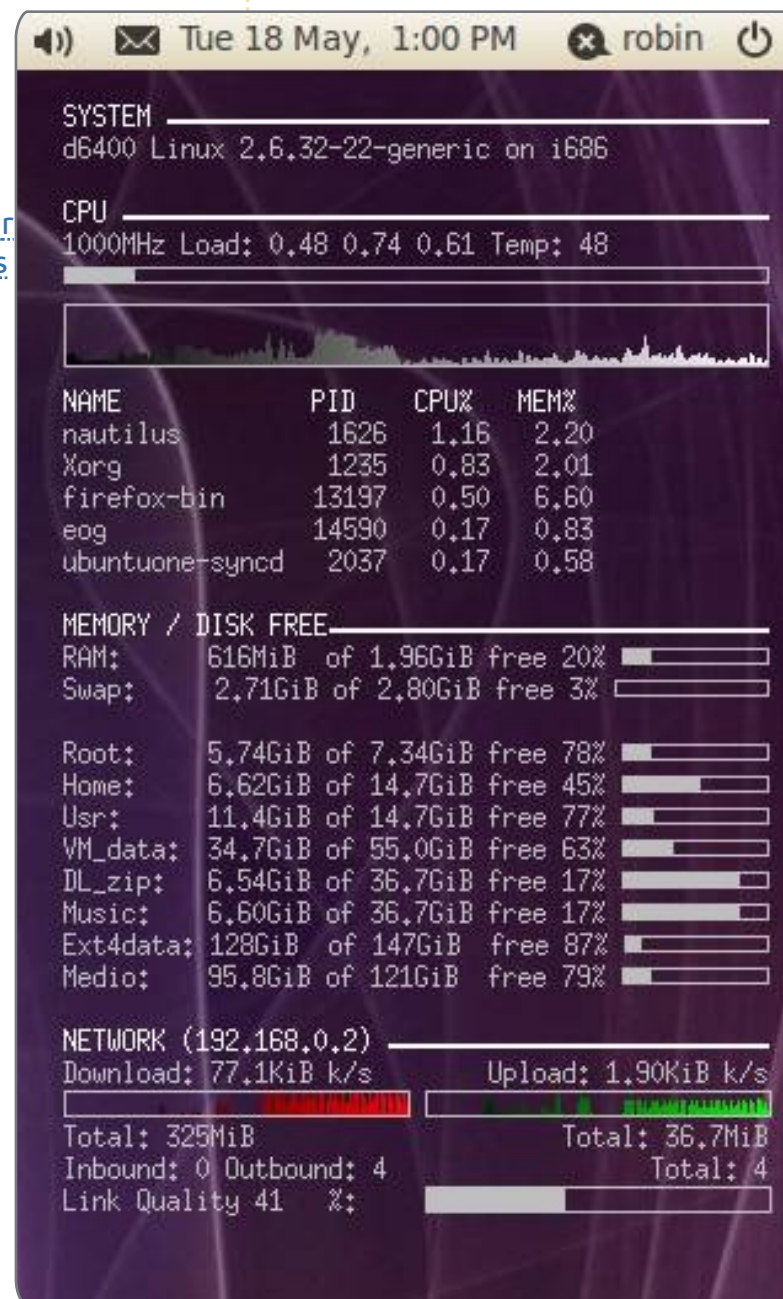 Tue 18 May, 1:00 PM robin
SYSTEM
d6400 Linux 2.6.32-22-generic on i686
CPU
1000MHz Load: 0.48 0.74 0.61 Temp: 48
NAME PID CPU% MEM%
nautilus 1626 1.16 2.20
Xorg 1235 0.83 2.01
firefox-bin 13197 0.50 6.60
eog 14590 0.17 0.83
ubuntuone-syncd 2037 0.17 0.58
MEMORY / DISK FREE
RAM: 616MiB of 1.96GiB free 20%
Swap: 2.71GiB of 2.80GiB free 3%
Root: 5.74GiB of 7.34GiB free 78%
Home: 6.62GiB of 14.7GiB free 45%
Usr: 11.4GiB of 14.7GiB free 77%
VM_data: 34.7GiB of 55.0GiB free 63%
DL_zip: 6.54GiB of 36.7GiB free 17%
Music: 6.60GiB of 36.7GiB free 17%
Ext4data: 128GiB of 147GiB free 87%
Medio: 95.8GiB of 121GiB free 79%
NETWORK (192.168.0.2)
Download: 77.1KiB k/s Upload: 1.90KiB k/s
Total: 325MiB Total: 36.7MiB
Inbound: 0 Outbound: 4 Total: 4
Link Quality 41 %: